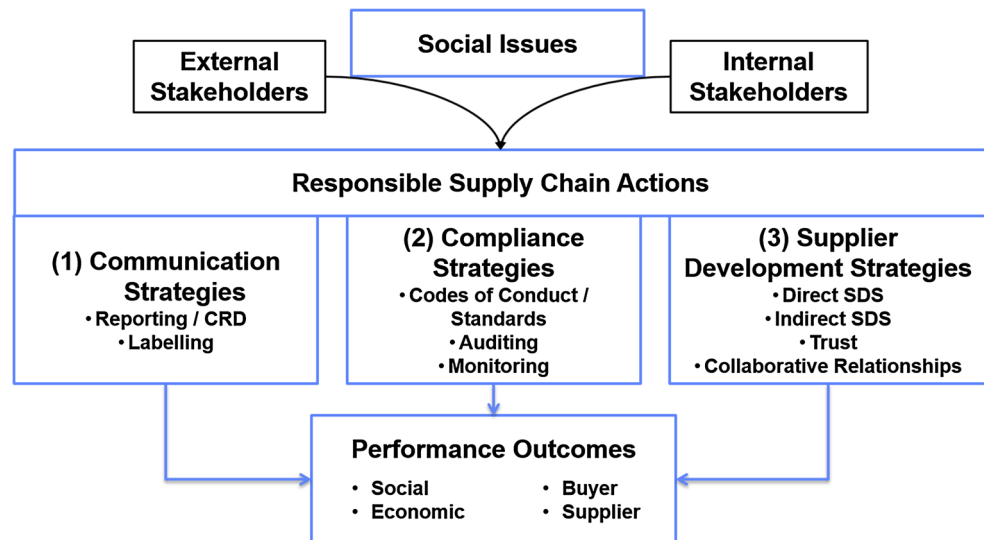 Social Issues
External
Stakeholders
Internal
Stakeholders
Responsible Supply Chain Actions
(1) Communication
Strategies
• Reporting / CRD
• Labelling
(2) Compliance
Strategies
• Codes of Conduct /
Standards
• Auditing
• Monitoring
(3) Supplier
Development Strategies
• Direct SDS
• Indirect SDS
• Trust
• Collaborative Relationships
Performance Outcomes
• Social
• Economic
• Buyer
• Supplier